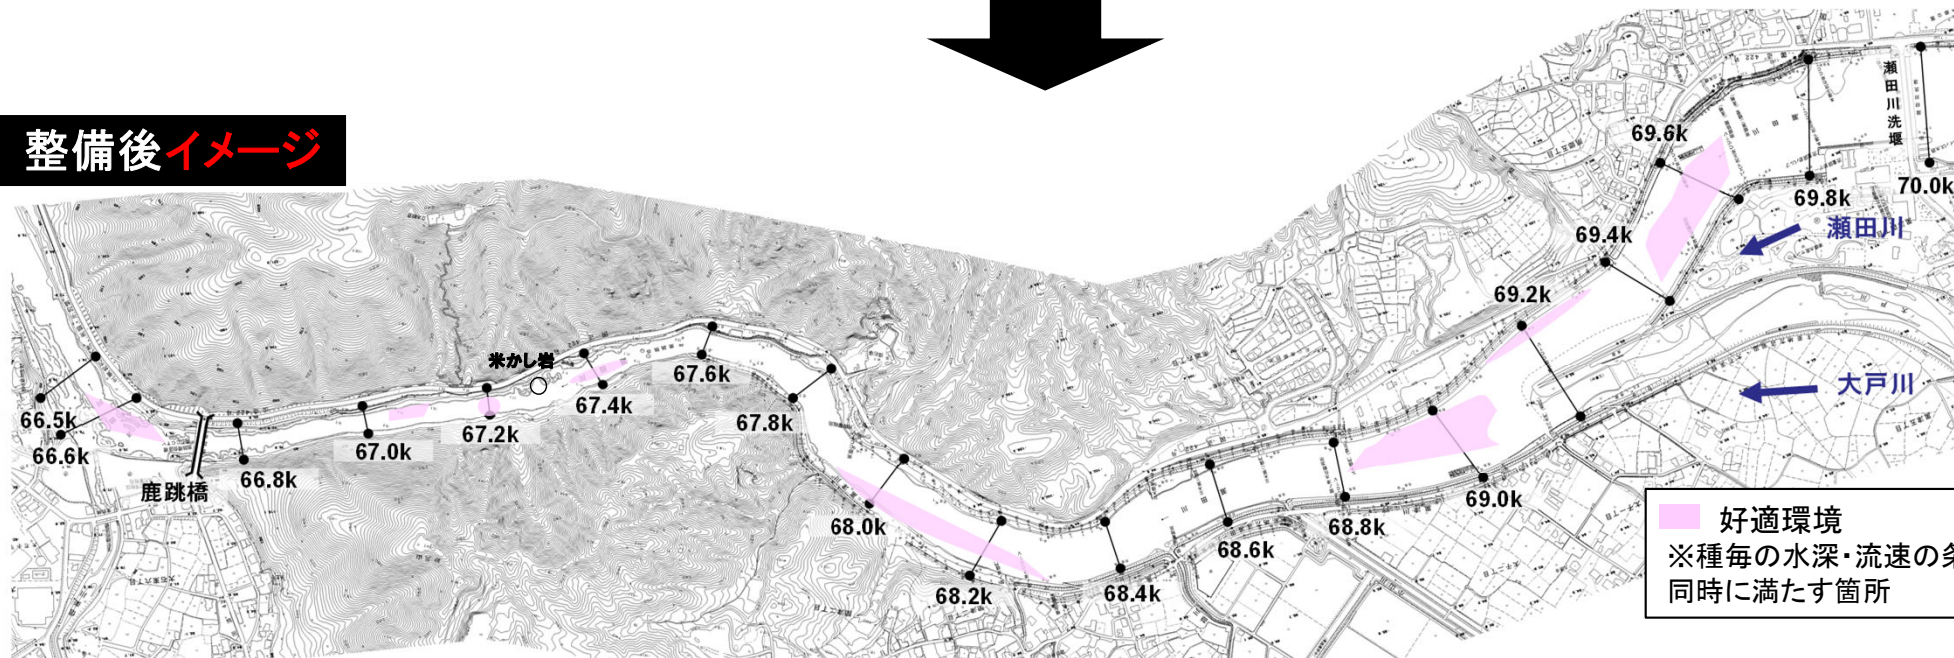 整備後イメージ
瀬田川洗堰
69.6k
69.8k
70.0k
瀬田川
69.4k
69.2k
大戸川
米かし岩
67.6k
67.4k
67.8k
66.5k
66.6k
67.2k
67.0k
66.8k
鹿跳橋
68.0k
68.2k
68.4k
68.6k
68.8k
69.0k
好適環境
※種毎の水深・流速の条
同時に満たす箇所